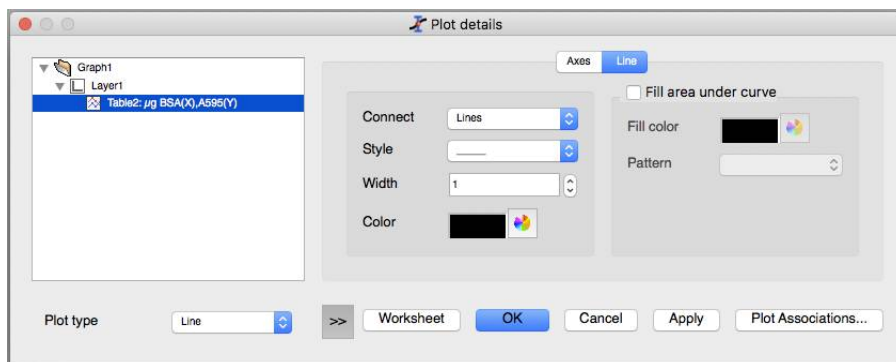 Plot details
Graph1
Layer1
Table2: µg BSA(X),A595(Y)
Axes
Line
Connect
Lines
Style
Width
1
Color
Fill area under curve
Fill color
Pattern
Plot type
Line
>>
Worksheet
OK
Cancel
Apply
Plot Associations...